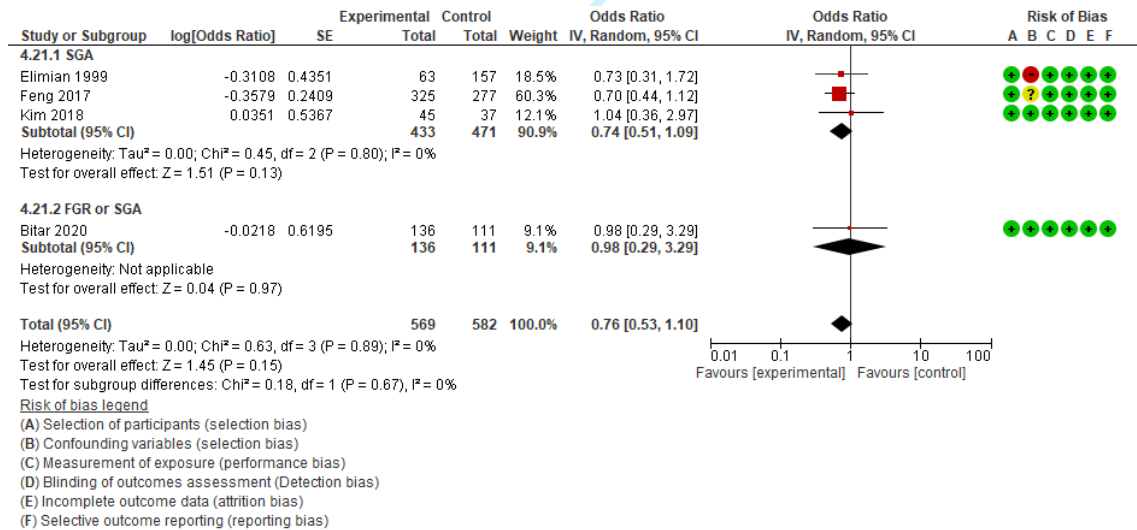 Experimental Control Odds Ratio Odds Ratio Risk of Bias
Study or Subgroup log[Odds Ratio] SE Total Total Weight IV, Random, 95% CI IV, Random, 95% CI A B C D E F
4.21.1 SGA
Elimian 1999 -0.3108 0.4351 63 157 18.5% 0.73 [0.31, 1.72] + - + + + +
Feng 2017 -0.3579 0.2409 325 277 60.3% 0.70 [0.44, 1.12] + ? + + + +
Kim 2018 0.0351 0.5367 45 37 12.1% 1.04 [0.36, 2.97] + + + + + +
Subtotal (95% CI) 433 471 90.9% 0.74 [0.51, 1.09]
Heterogeneity: Tau² = 0.00; Chi² = 0.45, df = 2 (P = 0.80); I² = 0%
Test for overall effect: Z = 1.51 (P = 0.13)
4.21.2 FGR or SGA
Bitar 2020 -0.0218 0.6195 136 111 9.1% 0.98 [0.29, 3.29] + + + + + +
Subtotal (95% CI) 136 111 9.1% 0.98 [0.29, 3.29]
Heterogeneity: Not applicable
Test for overall effect: Z = 0.04 (P = 0.97)
Total (95% CI) 569 582 100.0% 0.76 [0.53, 1.10]
Heterogeneity: Tau² = 0.00; Chi² = 0.63, df = 3 (P = 0.89); I² = 0%
Test for overall effect: Z = 1.45 (P = 0.15)
Test for subgroup differences: Chi² = 0.18, df = 1 (P = 0.67), I² = 0%
0.01 0.1 1 10 100
Favours [experimental] Favours [control]
Risk of bias legend
(A) Selection of participants (selection bias)
(B) Confounding variables (selection bias)
(C) Measurement of exposure (performance bias)
(D) Blinding of outcomes assessment (Detection bias)
(E) Incomplete outcome data (attrition bias)
(F) Selective outcome reporting (reporting bias)